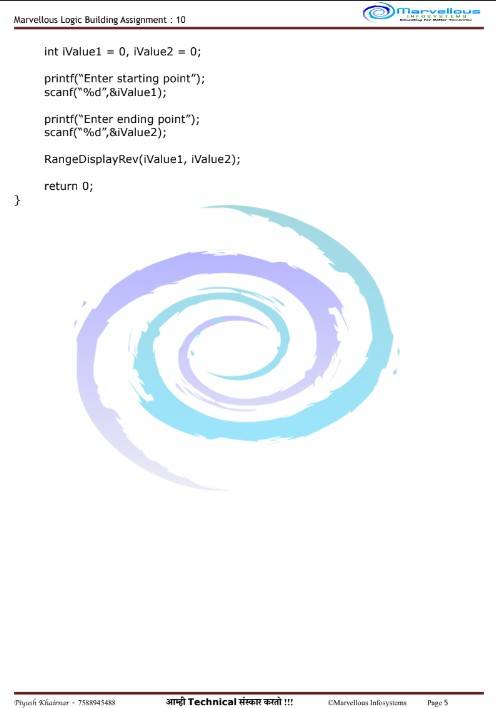 Marvellous Logic Building Assignment : 10
Marvellous
INFOSYSTEMS
Educating for Better Tomorrow
int iValue1 = 0, iValue2 = 0;
printf(“Enter starting point”);
scanf(“%d”,&iValue1);
printf(“Enter ending point”);
scanf(“%d”,&iValue2);
RangeDisplayRev(iValue1, iValue2);
return 0;
}
Piyush Khairnar - 7588945488 आम्ही Technical संस्कार करतो !!! ©Marvellous Infosystems Page 5